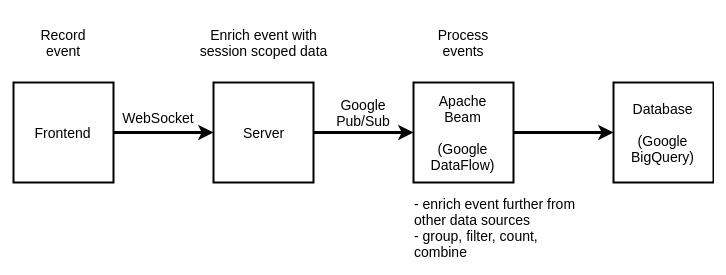 Record
event
Enrich event with
session scoped data
Process
events
Frontend
WebSocket
Server
Google
Pub/Sub
Apache
Beam
(Google
DataFlow)
Database
(Google
BigQuery)
- enrich event further from
other data sources
- group, filter, count,
combine